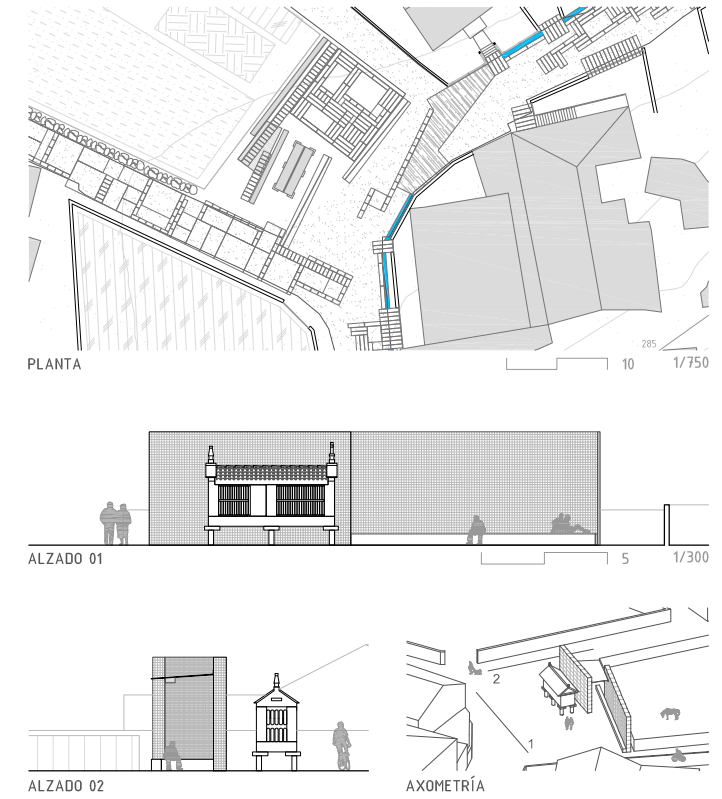 285
PLANTA 10 1/750
ALZADO 01 5 1/300
2
1
ALZADO 02 AXOMETRÍA